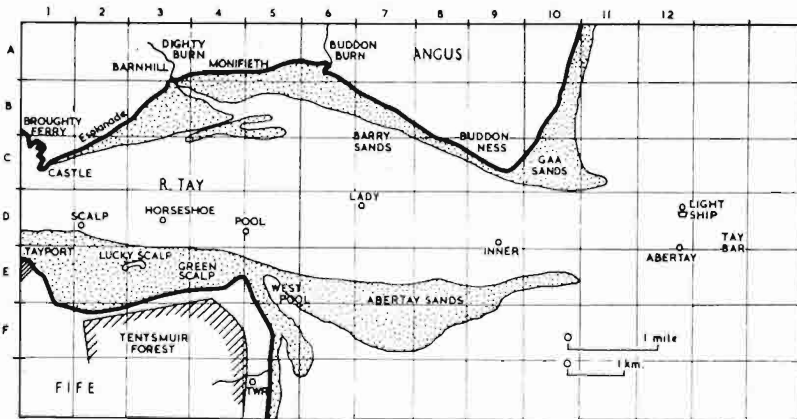 1 2 3 4 5 6 7 8 9 10 11 12
A
B
C
D
E
F
DIGHTY
BURN
BARNHILL
MONIFIETH
BUDDON
BURN
ANGUS
BROUGHTY
FERRY
Esplanade
CASTLE
BARRY
SANDS
BUDDON
NESS
GAA
SANDS
R. TAY
LADY
SCALP
HORSESHOE
POOL
INNER
LIGHT
SHIP
ABERTAY
TAY
BAR
TAYPORT
LUCKY SCALP
GREEN
SCALP
WEST
POOL
ABERTAY SANDS
TENTSMUIR
FOREST
FIFE
TWR
O 1 mile
O 1 km.